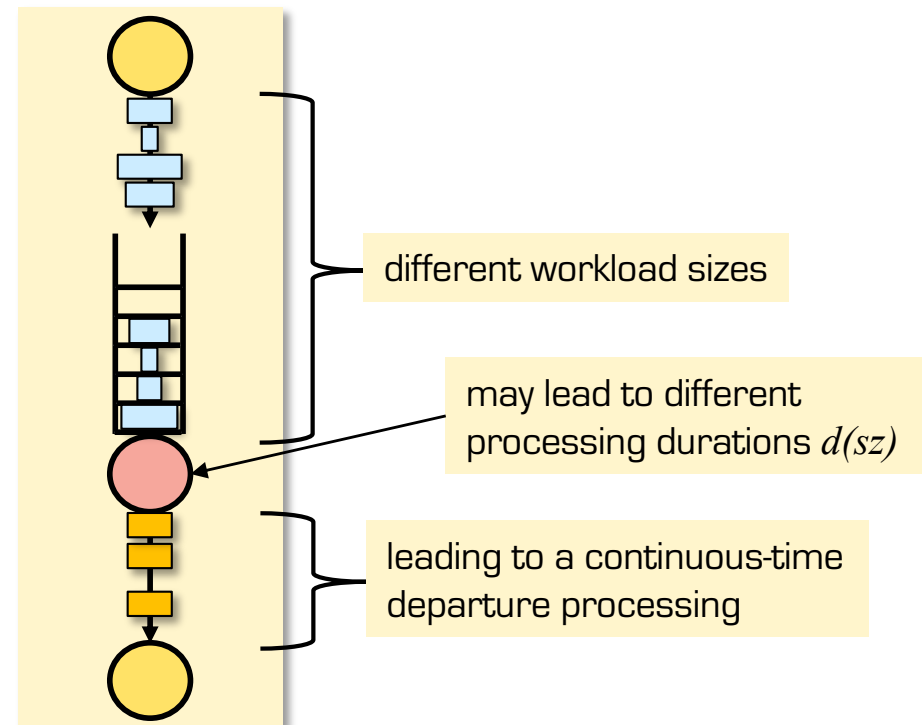 different workload sizes
may lead to different
processing durations d(sz)
leading to a continuous-time
departure processing